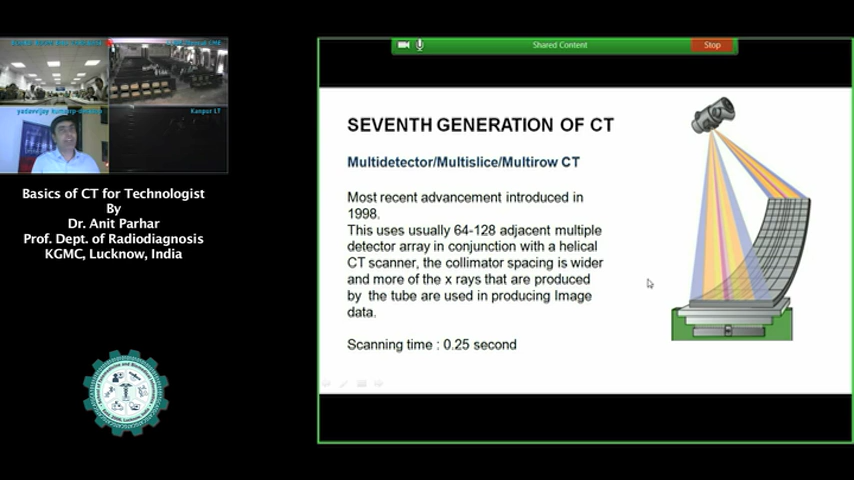 Kanpur LT
Basics of CT for Technologist
By
Dr. Anit Parhar
Prof. Dept. of Radiodiagnosis
KGMC, Lucknow, India
Shared Content
Stop
SEVENTH GENERATION OF CT
Multidetector/Multislice/Multirow CT
Most recent advancement introduced in
1998.
This uses usually 64-128 adjacent multiple
detector array in conjunction with a helical
CT scanner, the collimator spacing is wider
and more of the x rays that are produced
by the tube are used in producing Image
data.
Scanning time : 0.25 second